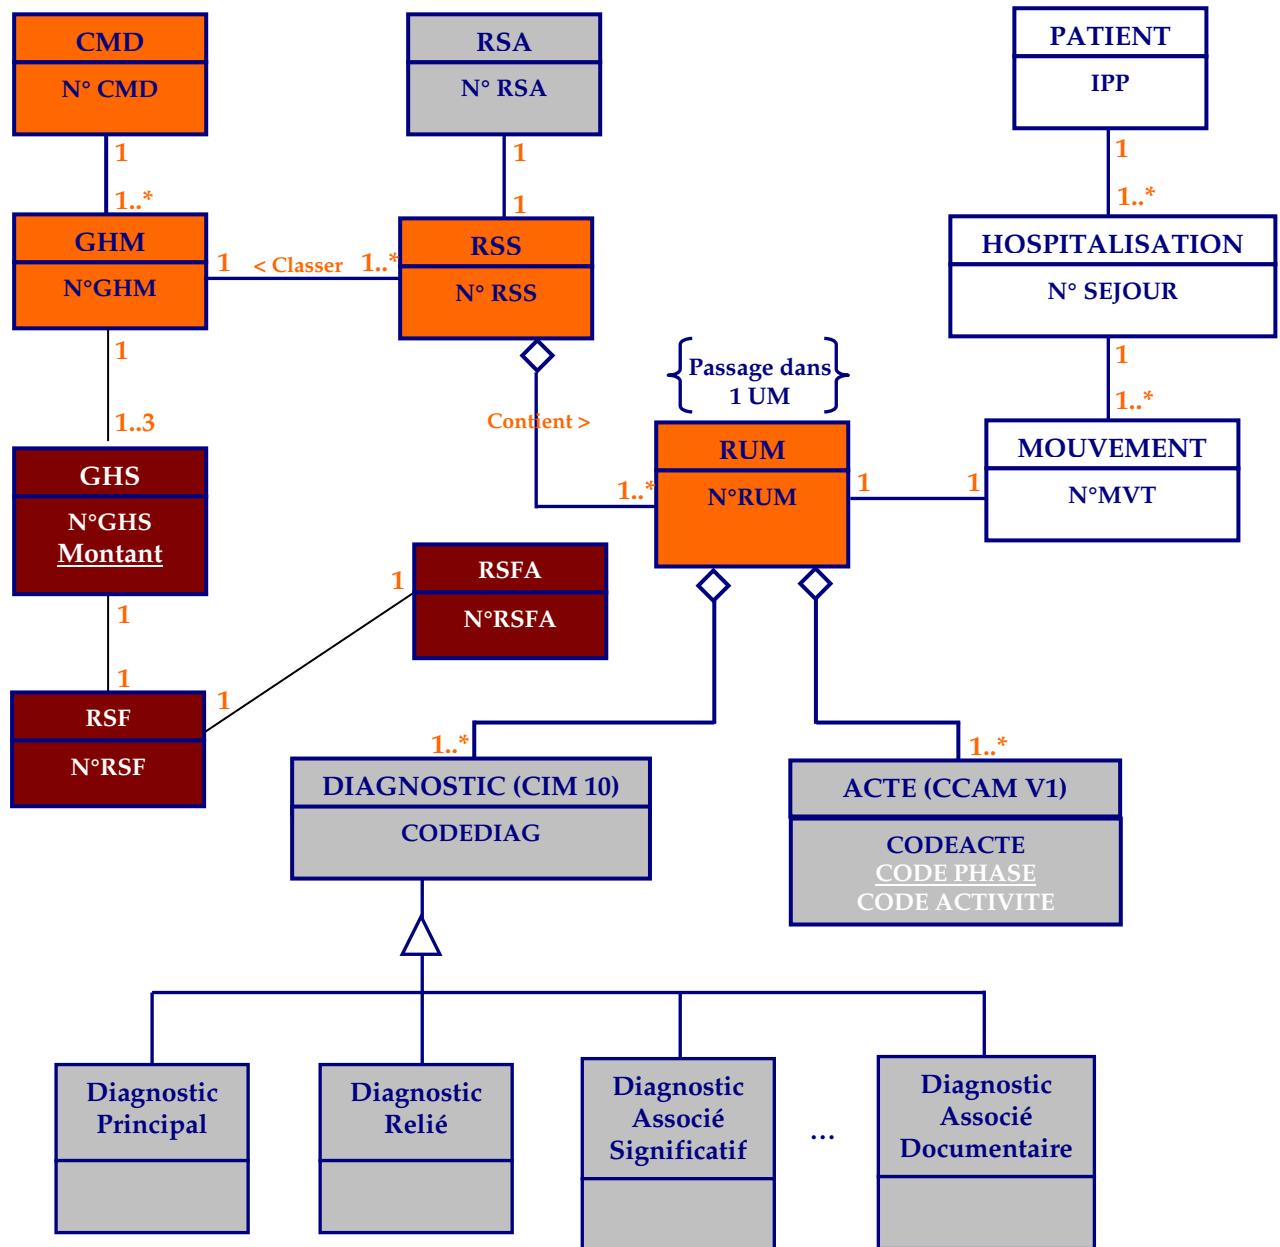 CMD
N° CMD
RSA
N° RSA
PATIENT
IPP
1
1..*
1
1
1
1..*
GHM
N°GHM
1
< Classer
1..*
RSS
N° RSS
HOSPITALISATION
N° SEJOUR
1
1..3
Contient >
1..*
Passage dans
1 UM
1
1..*
RUM
N°RUM
1
1
MOUVEMENT
N°MVT
GHS
N°GHS
Montant
1
1
RSFA
N°RSFA
1
1
RSF
N°RSF
1..*
1..*
DIAGNOSTIC (CIM 10)
CODEDIAG
ACTE (CCAM V1)
CODEACTE
CODE PHASE
CODE ACTIVITE
Diagnostic
Principal
Diagnostic
Relié
Diagnostic
Associé
Significatif
...
Diagnostic
Associé
Documentaire